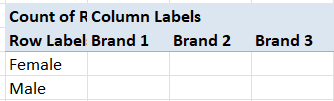 Count of R Column Labels
Row Label Brand 1 Brand 2 Brand 3
Female
Male